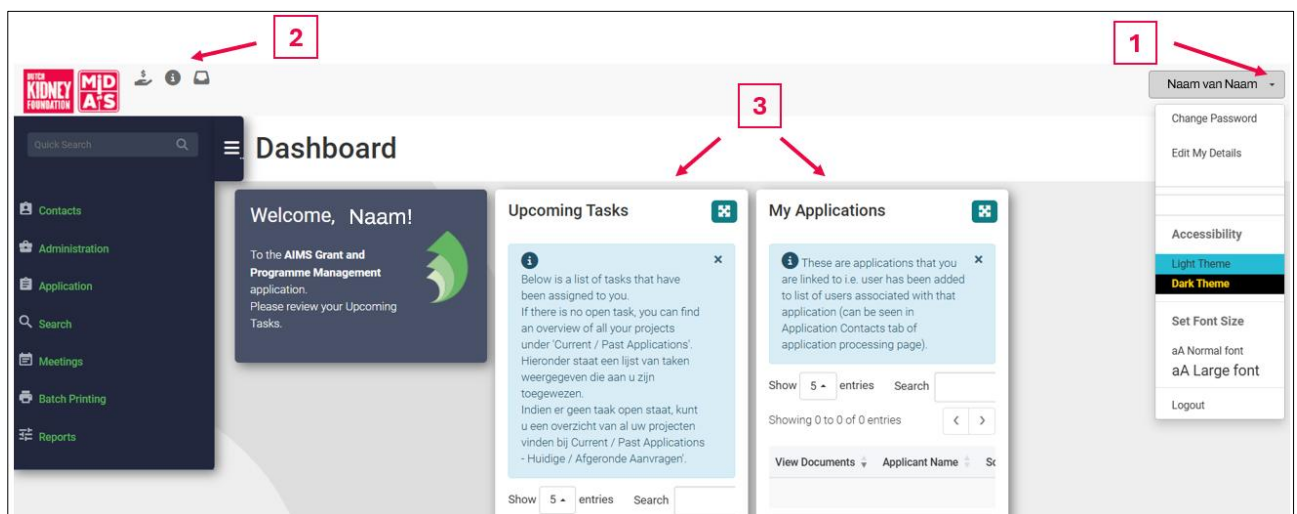 2
1
DUTCH
KIDNEY
FOUNDATION
MiD
A'S
Naam van Naam
3
Change Password
Edit My Details
Quick Search
Dashboard
Contacts
Administration
Application
Search
Meetings
Batch Printing
Reports
Welcome, Naam!
To the AIMS Grant and
Programme Management
application.
Please review your Upcoming
Tasks.
Upcoming Tasks
Below is a list of tasks that have
been assigned to you.
If there is no open task, you can find
an overview of all your projects
under 'Current / Past Applications'.
Hieronder staat een lijst van taken
weergegeven die aan u zijn
toegewezen.
Indien er geen taak open staat, kunt
u een overzicht van al uw projecten
vinden bij Current / Past Applications
- Huidige / Afgeronde Aanvragen'.
Show 5 entries Search
My Applications
These are applications that you
are linked to i.e. user has been added
to list of users associated with that
application (can be seen in
Application Contacts tab of
application processing page).
Show 5 entries Search
Showing 0 to 0 of 0 entries
View Documents Applicant Name Sc
Accessibility
Light Theme
Dark Theme
Set Font Size
aA Normal font
aA Large font
Logout